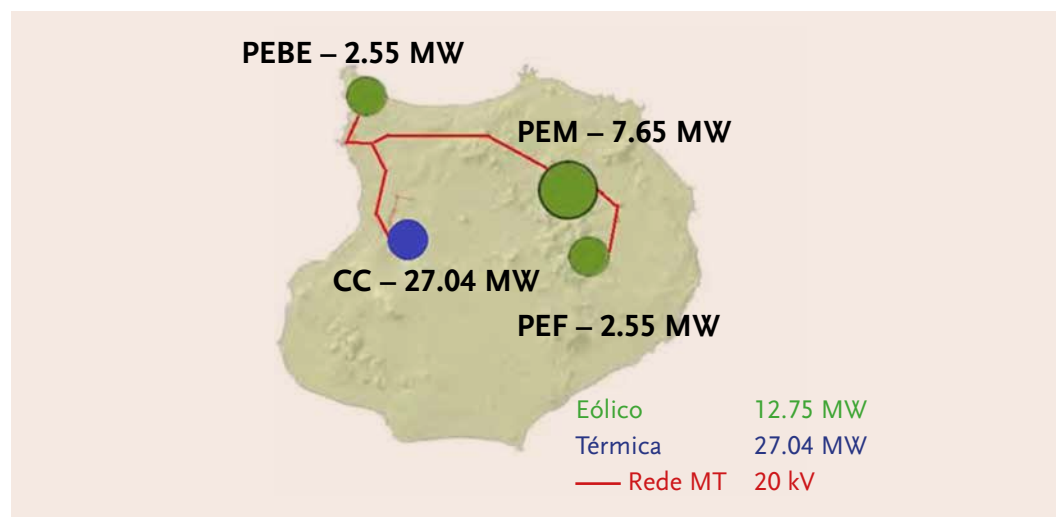 PEBE – 2.55 MW
PEM – 7.65 MW
CC – 27.04 MW
PEF – 2.55 MW
Eólico 12.75 MW
Térmica 27.04 MW
Rede MT 20 kV